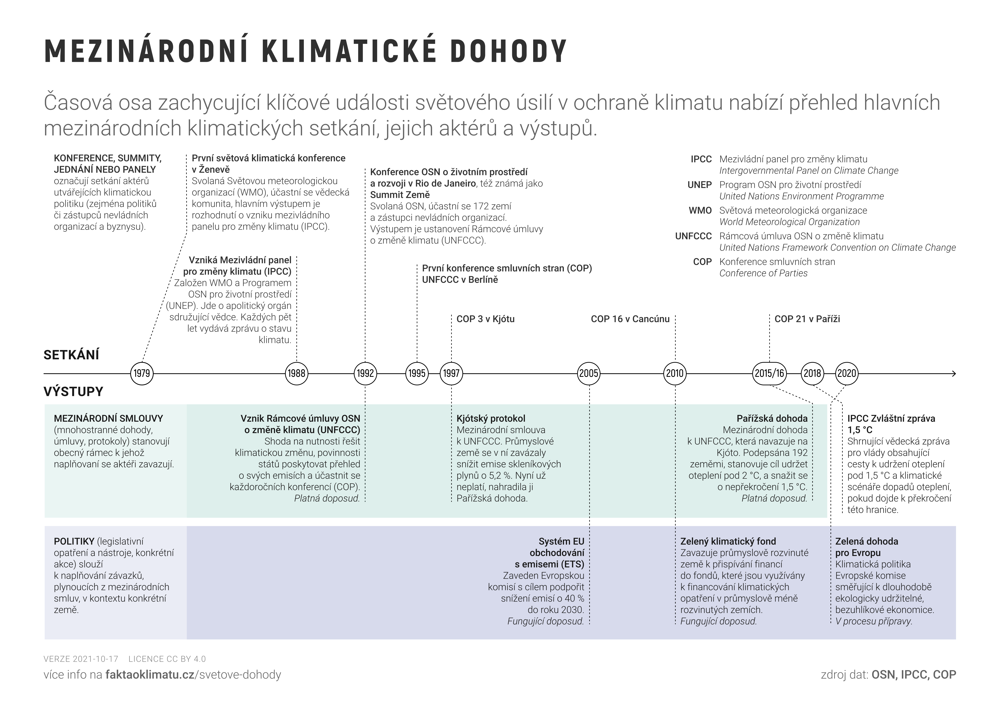 MEZINÁRODNÍ KLIMATICKÉ DOHODY
Časová osa zachycující klíčové události světového úsilí v ochraně klimatu nabízí přehled hlavních
mezinárodních klimatických setkání, jejich aktérů a výstupů.
KONFERENCE, SUMMITY,
JEDNÁNÍ NEBO PANELY
označují setkání aktérů
utvářejících klimatickou
politiku (zejména politiků
či zástupců nevládních
organizací a byznysu).
První světová klimatická konference
v Ženevě
Svolaná Světovou meteorologickou
organizací (WMO), účastní se vědecká
komunita, hlavním výstupem je
rozhodnutí o vzniku mezivládního
panelu pro změny klimatu (IPCC).
Vzniká Mezivládní panel
pro změny klimatu (IPCC)
Založen WMO a Programem
OSN pro životní prostředí
(UNEP). Jde o apolitický orgán
sdružující vědce. Každých pět
let vydává zprávu o stavu
klimatu.
Konference OSN o životním prostředí
a rozvoji v Rio de Janeiro, též známá jako
Summit Země
Svolaná OSN, účastní se 172 zemí
a zástupci nevládních organizací.
Výstupem je ustanovení Rámcové úmluvy
o změně klimatu (UNFCCC).
První konference smluvních stran (COP)
UNFCCC v Berlíně
COP 3 v Kjótu
COP 16 v Cancúnu
COP 21 v Paříži
IPCC Mezivládní panel pro změny klimatu
Intergovernmental Panel on Climate Change
UNEP Program OSN pro životní prostředí
United Nations Environment Programme
WMO Světová meteorologická organizace
World Meteorological Organization
UNFCCC Rámcová úmluva OSN o změně klimatu
United Nations Framework Convention on Climate Change
COP Konference smluvních stran
Conference of Parties
SETKÁNÍ
1979 1988 1992 1995 1997 2005 2010 2015/16 2018 2020
VÝSTUPY
MEZINÁRODNÍ SMLOUVY
(mnohostranné dohody,
úmluvy, protokoly) stanovují
obecný rámec k jehož
naplňovaní se aktéři zavazují.
Vznik Rámcové úmluvy OSN
o změně klimatu (UNFCCC)
Shoda na nutnosti řešit
klimatickou změnu, povinnosti
států poskytovat přehled
o svých emisích a účastnit se
každoročních konferencí (COP).
Platná doposud.
Kjótský protokol
Mezinárodní smlouva
k UNFCCC. Průmyslové
země se v ní zavázaly
snížit emise skleníkových
plynů o 5,2 %. Nyní už
neplatí, nahradila ji
Pařížská dohoda.
Pařížská dohoda
Mezinárodní dohoda
k UNFCCC, která navazuje na
Kjóto. Podepsána 192
zeměmi, stanovuje cíl udržet
oteplení pod 2 °C, a snažit se
o nepřekročení 1,5 °C.
Platná doposud.
IPCC Zvláštní zpráva
1,5 °C
Shrnující vědecká zpráva
pro vlády obsahující
cesty k udržení oteplení
pod 1,5 °C a klimatické
scénáře dopadů oteplení,
pokud dojde k překročení
této hranice.
POLITIKY (legislativní
opatření a nástroje, konkrétní
akce) slouží
k naplňování závazků,
plynoucích z mezinárodních
smluv, v kontextu konkrétní
země.
Systém EU
obchodování
s emisemi (ETS)
Zaveden Evropskou
komisí s cílem podpořit
snížení emisí o 40 %
do roku 2030.
Fungující doposud.
Zelený klimatický fond
Zavazuje průmyslově rozvinuté
země k přispívání financí
do fondů, které jsou využívány
k financování klimatických
opatření v průmyslově méně
rozvinutých zemích.
Fungující doposud.
Zelená dohoda
pro Evropu
Klimatická politika
Evropské komise
směřující k dlouhodobě
ekologicky udržitelné,
bezuhlíkové ekonomice.
V procesu přípravy.
VERZE 2021-10-17 LICENCE CC BY 4.0
více info na faktaoklimatu.cz/svetove-dohody
zdroj dat: OSN, IPCC, COP